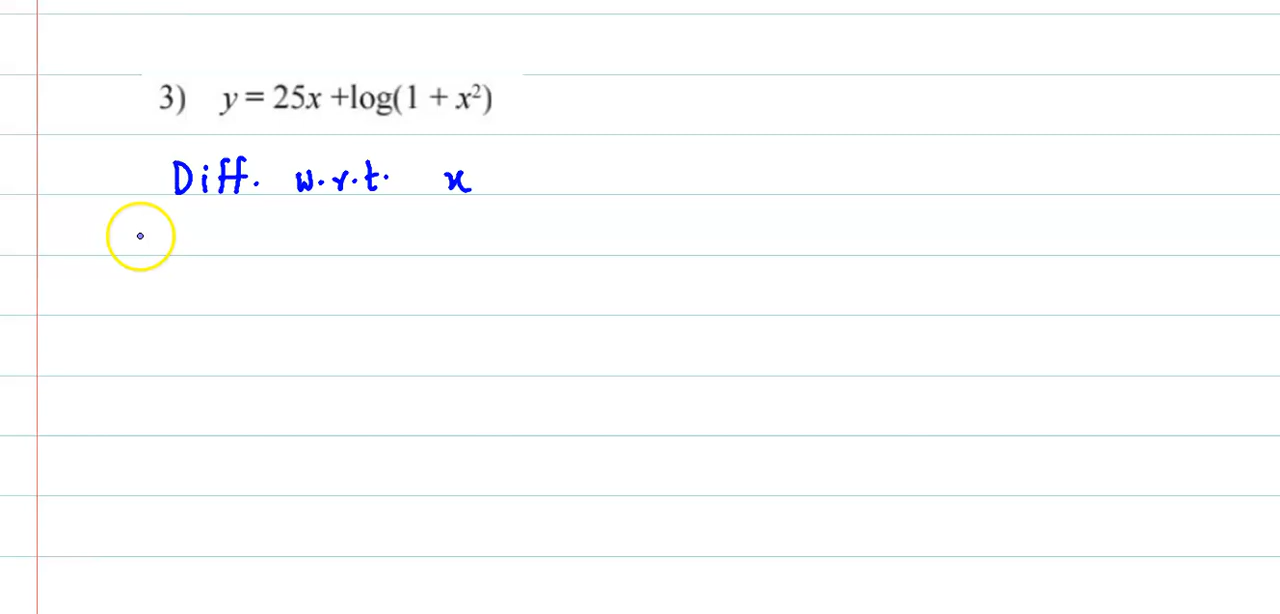 3) y = 25x +log(1 + x²)
Diff. w.r.t. x